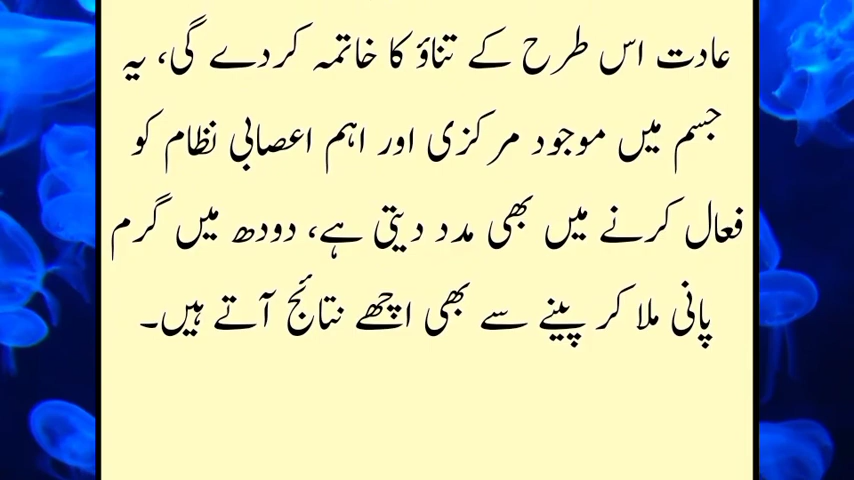 عادت اس طرح کے تناؤ کا خاتمہ کردے گی، یہ
جسم میں موجود مرکزی اور اہم اعصابی نظام کو
فعال کرنے میں بھی مدد دیتی ہے، دودھ میں گرم
پانی ملا کر پینے سے بھی اچھے نتائج آتے ہیں۔